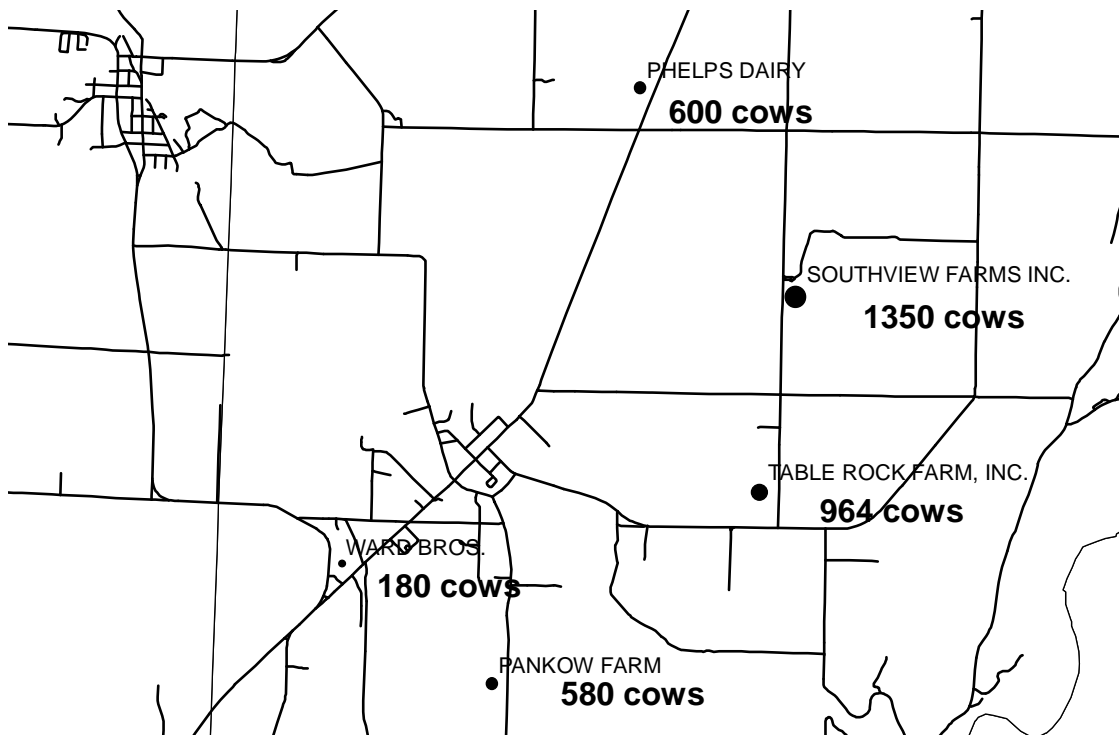 PHELPS DAIRY
600 cows
SOUTHVIEW FARMS INC.
1350 cows
TABLE ROCK FARM, INC.
964 cows
WARD BROS.
180 cows
PANKOW FARM
580 cows